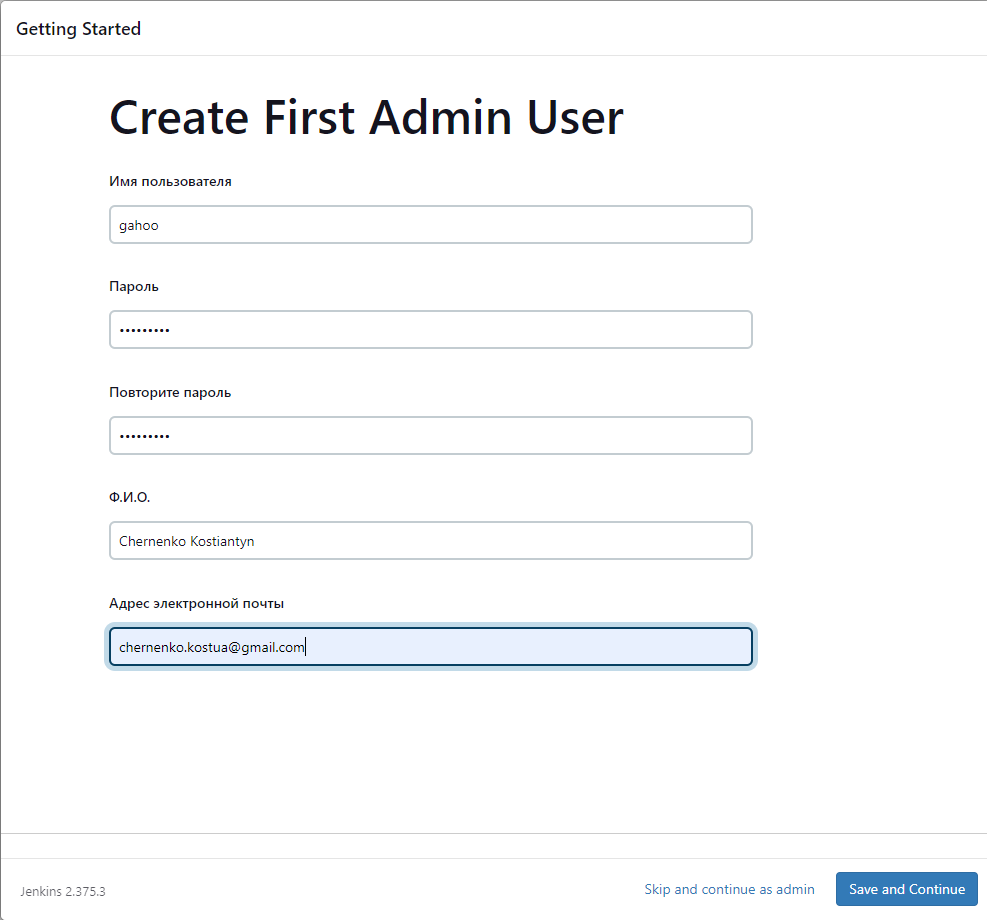 Getting Started
Create First Admin User
Имя пользователя
gahoo
Пароль
•••••••••
Повторите пароль
•••••••••
Ф.И.О.
Chernenko Kostiantyn
Адрес электронной почты
chernenko.kostua@gmail.com
Jenkins 2.375.3
Skip and continue as admin
Save and Continue